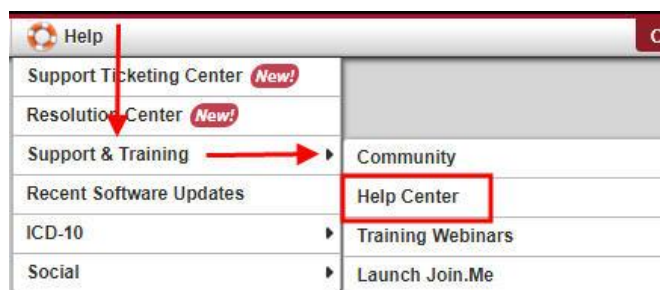 Help
Support Ticketing Center New!
Resolution Center New!
Support & Training
Recent Software Updates
ICD-10
Social
Community
Help Center
Training Webinars
Launch Join.Me